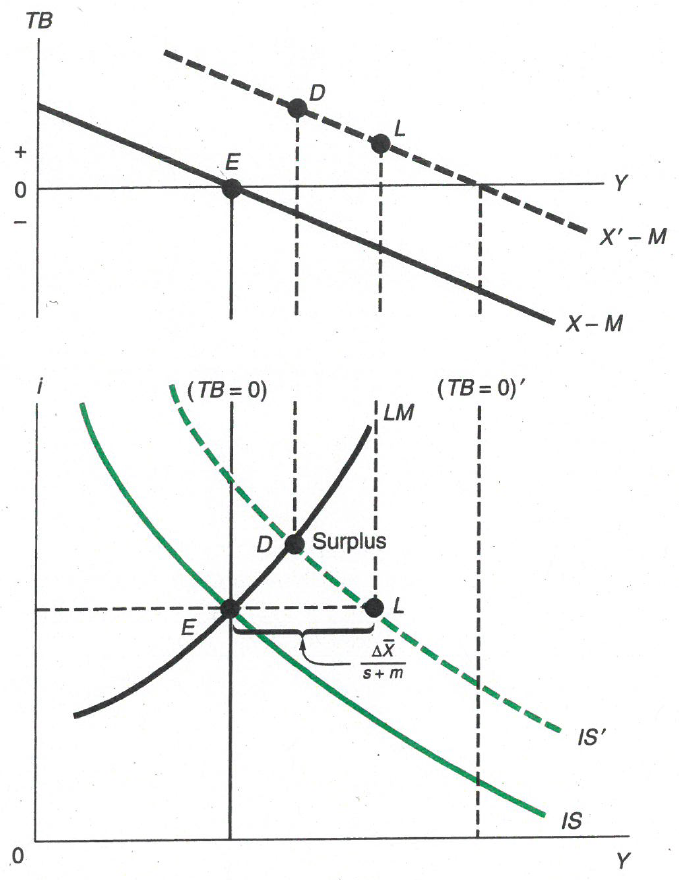 TB
D
L
+
E
0
Y
–
X′ – M
X – M
i
(TB = 0)
(TB = 0)′
LM
D
Surplus
E
L
ΔX̄
s + m
IS′
IS
0
Y